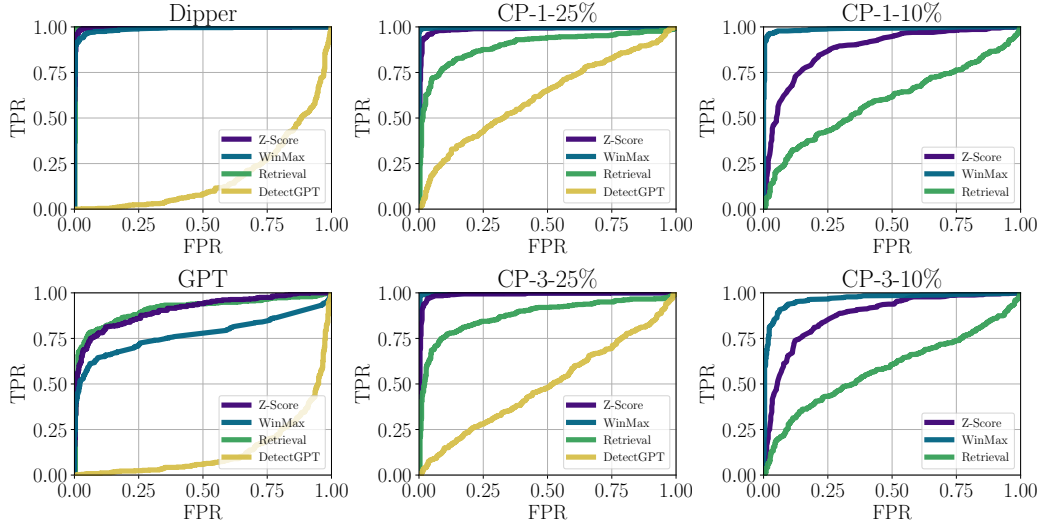 Dipper
TPR
1.00
0.75
0.50
0.25
0.00
Z-Score
WinMax
Retrieval
DetectGPT
0.00 0.25 0.50 0.75 1.00
FPR
CP-1-25%
TPR
1.00
0.75
0.50
0.25
0.00
Z-Score
WinMax
Retrieval
DetectGPT
0.00 0.25 0.50 0.75 1.00
FPR
CP-1-10%
TPR
1.00
0.75
0.50
0.25
0.00
Z-Score
WinMax
Retrieval
0.00 0.25 0.50 0.75 1.00
FPR
GPT
TPR
1.00
0.75
0.50
0.25
0.00
Z-Score
WinMax
Retrieval
DetectGPT
0.00 0.25 0.50 0.75 1.00
FPR
CP-3-25%
TPR
1.00
0.75
0.50
0.25
0.00
Z-Score
WinMax
Retrieval
DetectGPT
0.00 0.25 0.50 0.75 1.00
FPR
CP-3-10%
TPR
1.00
0.75
0.50
0.25
0.00
Z-Score
WinMax
Retrieval
0.00 0.25 0.50 0.75 1.00
FPR